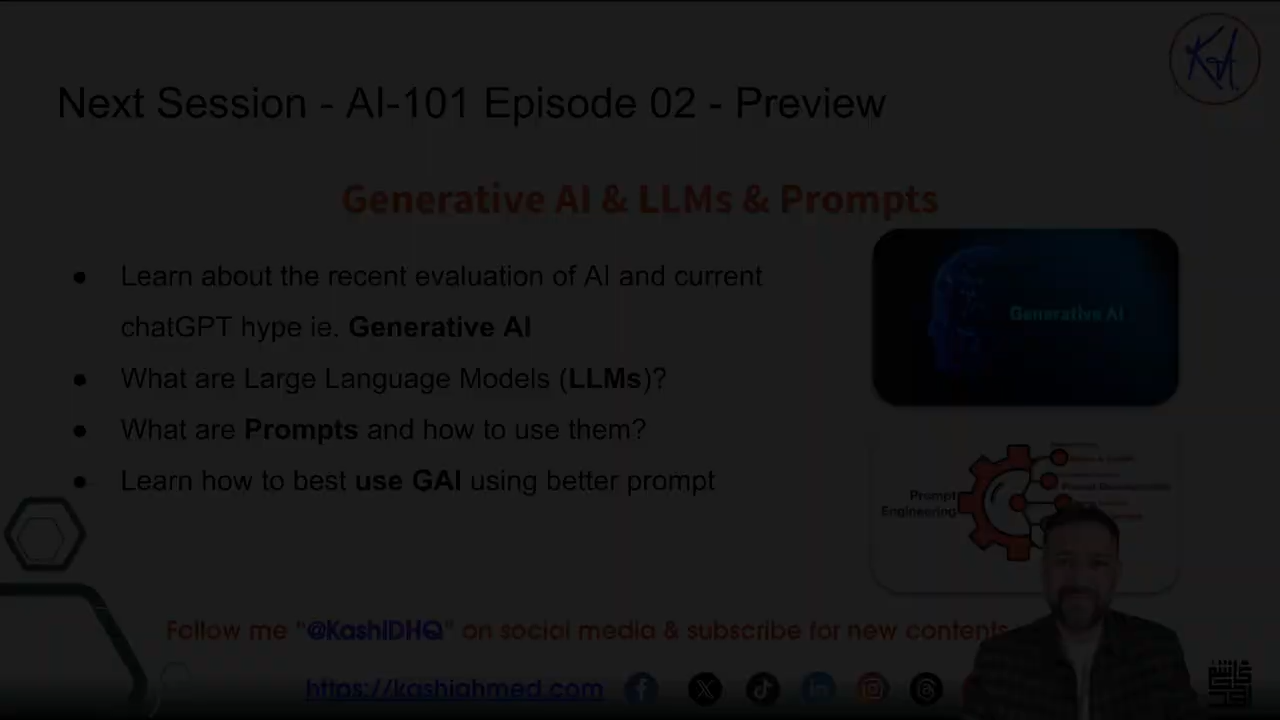 Next Session - AI-101 Episode 02 - Preview
Generative AI & LLMs & Prompts
● Learn about the recent evaluation of AI and current
chatGPT hype ie. Generative AI
● What are Large Language Models (LLMs)?
● What are Prompts and how to use them?
● Learn how to best use GAI using better prompt
Generative AI
Prompt
Engineering
Follow me "@KashIDHQ" on social media & subscribe for new contents
https://kashiahmed.com